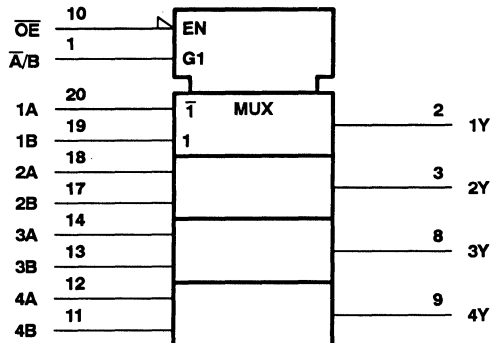 O̅E̅ 10 EN
A̅/B 1 G1
1A 20 1̅ MUX 2 1Y
1B 19 1
2A 18 3 2Y
2B 17
3A 14 8 3Y
3B 13
4A 12 9 4Y
4B 11